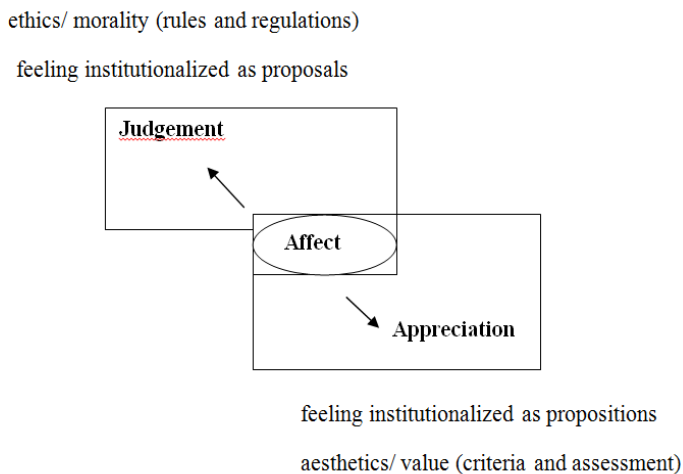 ethics/ morality (rules and regulations)
feeling institutionalized as proposals
Judgement
Affect
Appreciation
feeling institutionalized as propositions
aesthetics/ value (criteria and assessment)